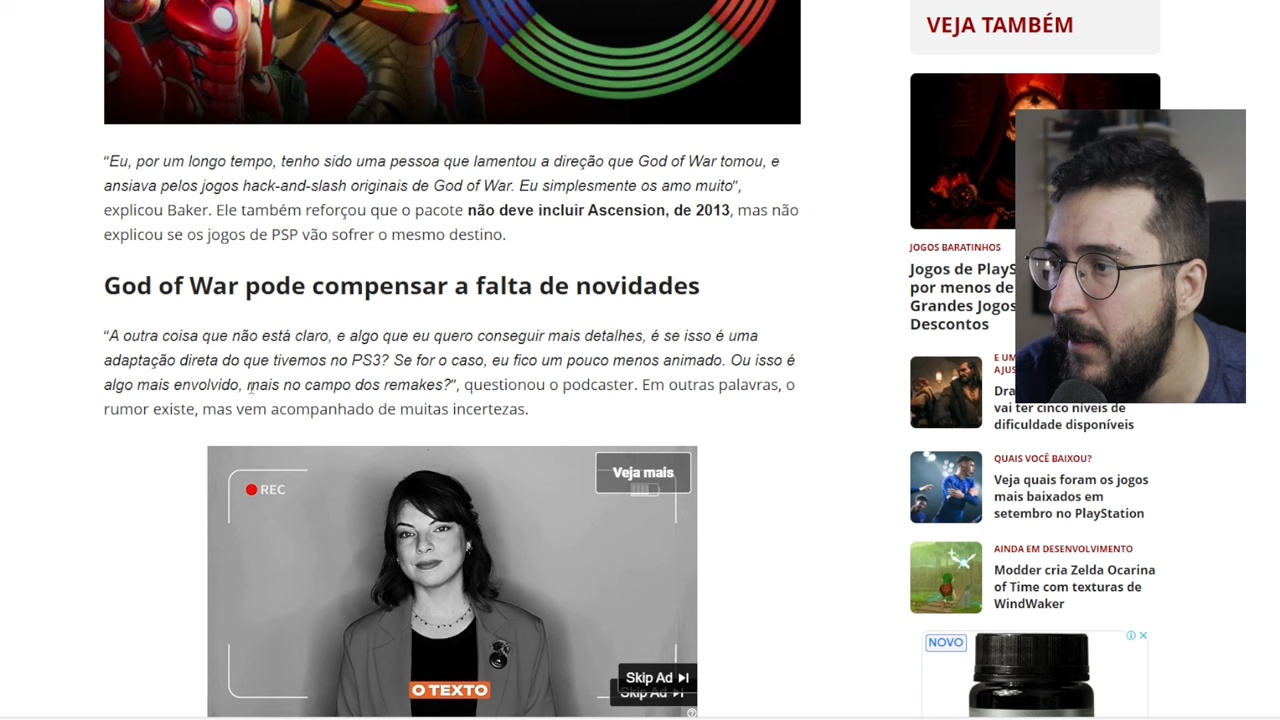 VEJA TAMBÉM
“Eu, por um longo tempo, tenho sido uma pessoa que lamentou a direção que God of War tomou, e
ansiava pelos jogos hack-and-slash originais de God of War. Eu simplesmente os amo muito”,
explicou Baker. Ele também reforçou que o pacote não deve incluir Ascension, de 2013, mas não
explicou se os jogos de PSP vão sofrer o mesmo destino.
God of War pode compensar a falta de novidades
“A outra coisa que não está claro, e algo que eu quero conseguir mais detalhes, é se isso é uma
adaptação direta do que tivemos no PS3? Se for o caso, eu fico um pouco menos animado. Ou isso é
algo mais envolvido, mais no campo dos remakes?”, questionou o podcaster. Em outras palavras, o
rumor existe, mas vem acompanhado de muitas incertezas.
Veja mais
REC
O TEXTO
Skip Ad
Skip Ad
JOGOS BARATINHOS
Jogos de PlayS
por menos de
Grandes Jogos
Descontos
E UM
AJUS
Dra
vai ter cinco níveis de
dificuldade disponíveis
QUAIS VOCÊ BAIXOU?
Veja quais foram os jogos
mais baixados em
setembro no PlayStation
AINDA EM DESENVOLVIMENTO
Modder cria Zelda Ocarina
of Time com texturas de
WindWaker
NOVO